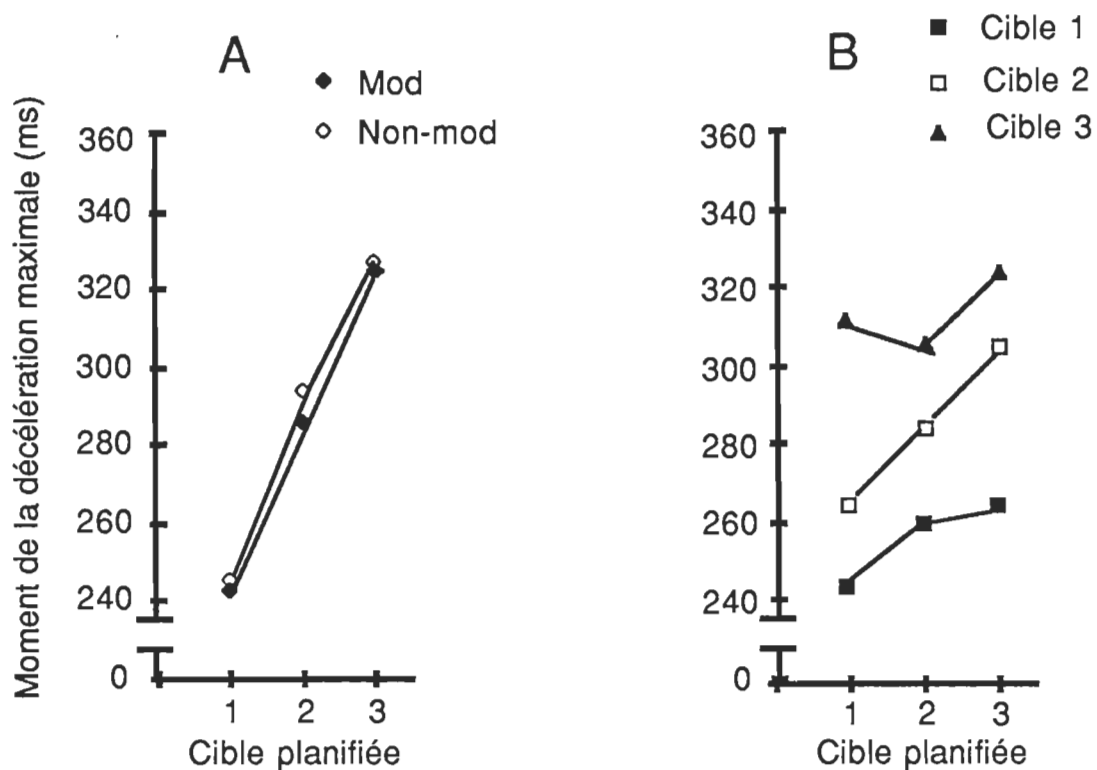 A
Mod
Non-mod
Moment de la décélération maximale (ms)
360
340
320
300
280
260
240
0
1 2 3
Cible planifiée
B
Cible 1
Cible 2
Cible 3
360
340
320
300
280
260
240
0
1 2 3
Cible planifiée